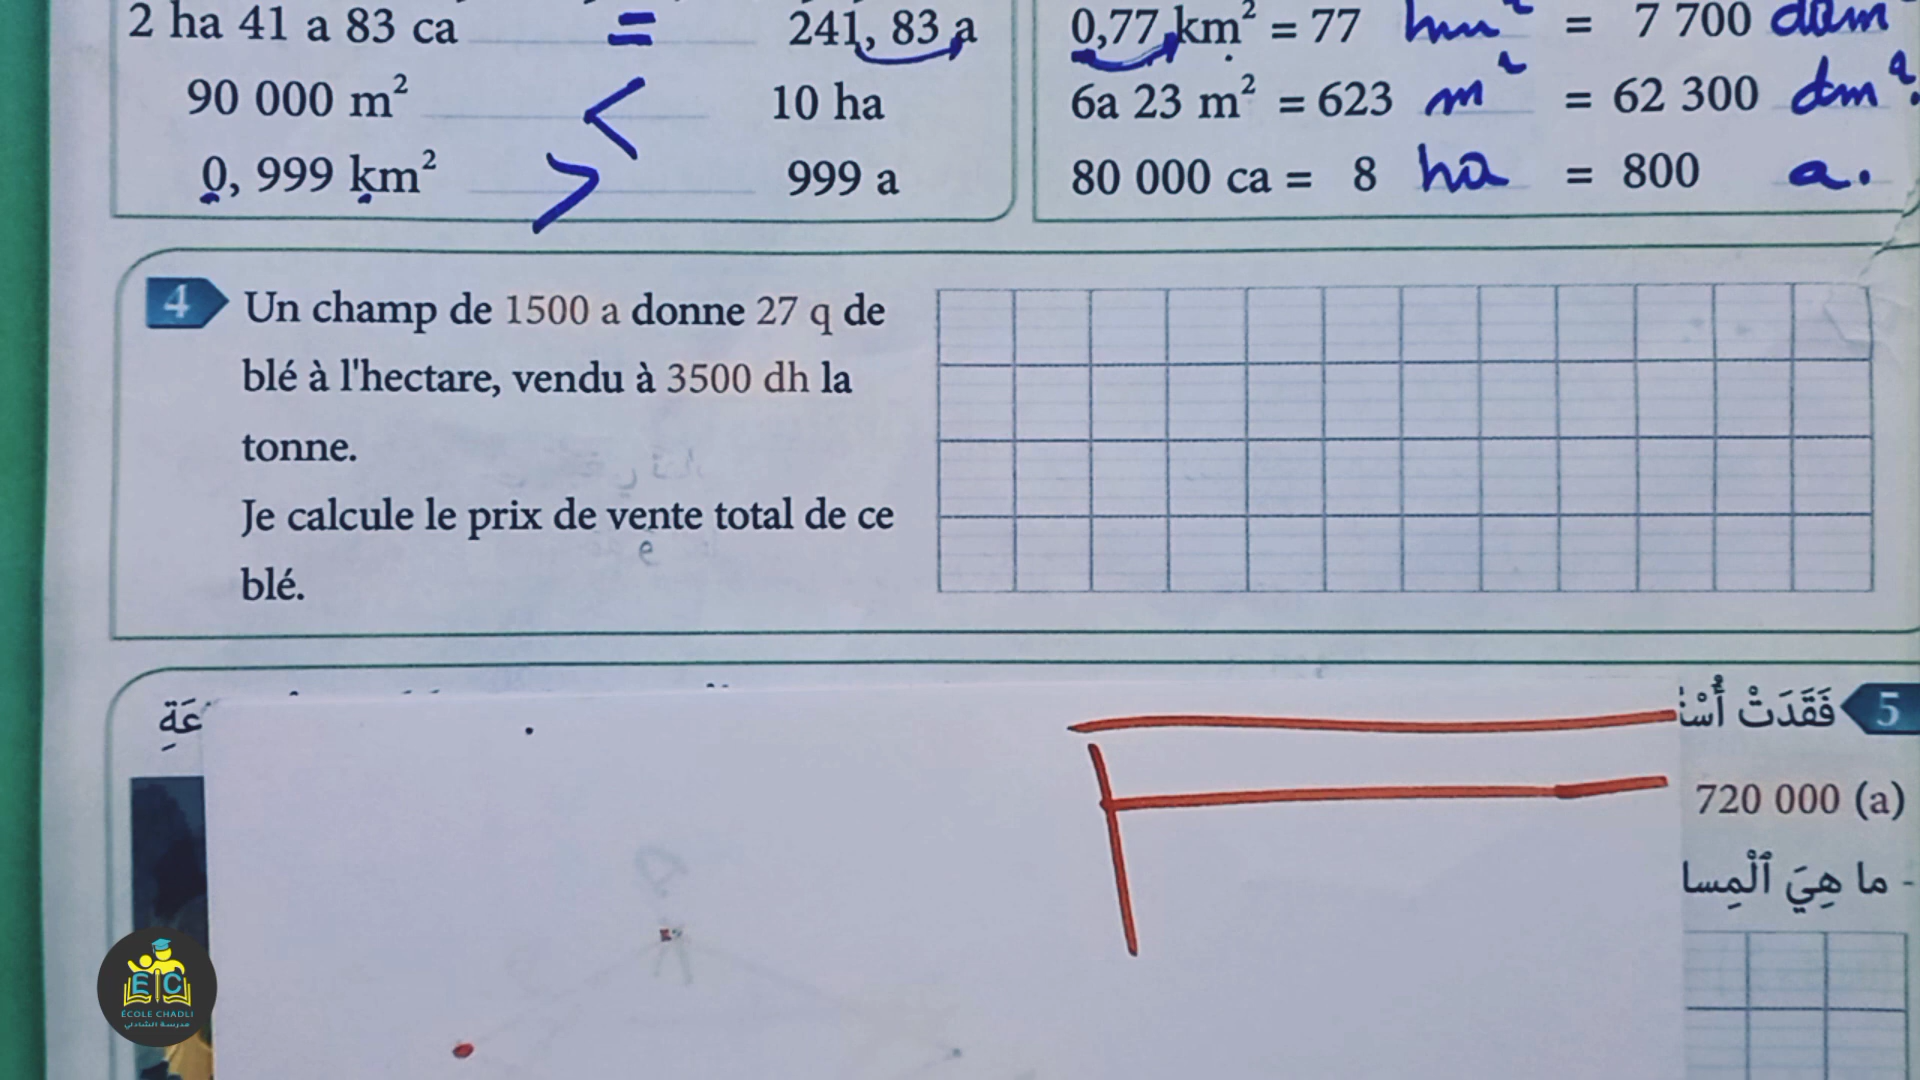 2 ha 41 a 83 ca = 241, 83 a
90 000 m² < 10 ha
0, 999 km² > 999 a
0,77 km² = 77 hm² = 7 700 dam²
6a 23 m² = 623 m² = 62 300 dm².
80 000 ca = 8 ha = 800 a.
4 Un champ de 1500 a donne 27 q de
blé à l'hectare, vendu à 3500 dh la
tonne.
Je calcule le prix de vente total de ce
blé.
5 فَقَدَتْ
720 000 (a)
- ما هِيَ
E C
ÉCOLE CHADLI
مدرسة الشادلي